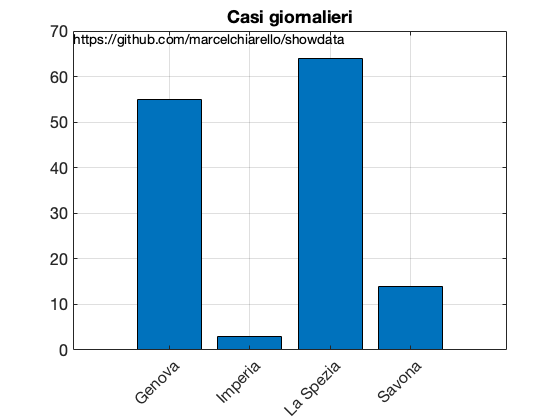 Casi giornalieri
https://github.com/marcelchiarello/showdata
70
60
50
40
30
20
10
0
Genova
Imperia
La Spezia
Savona